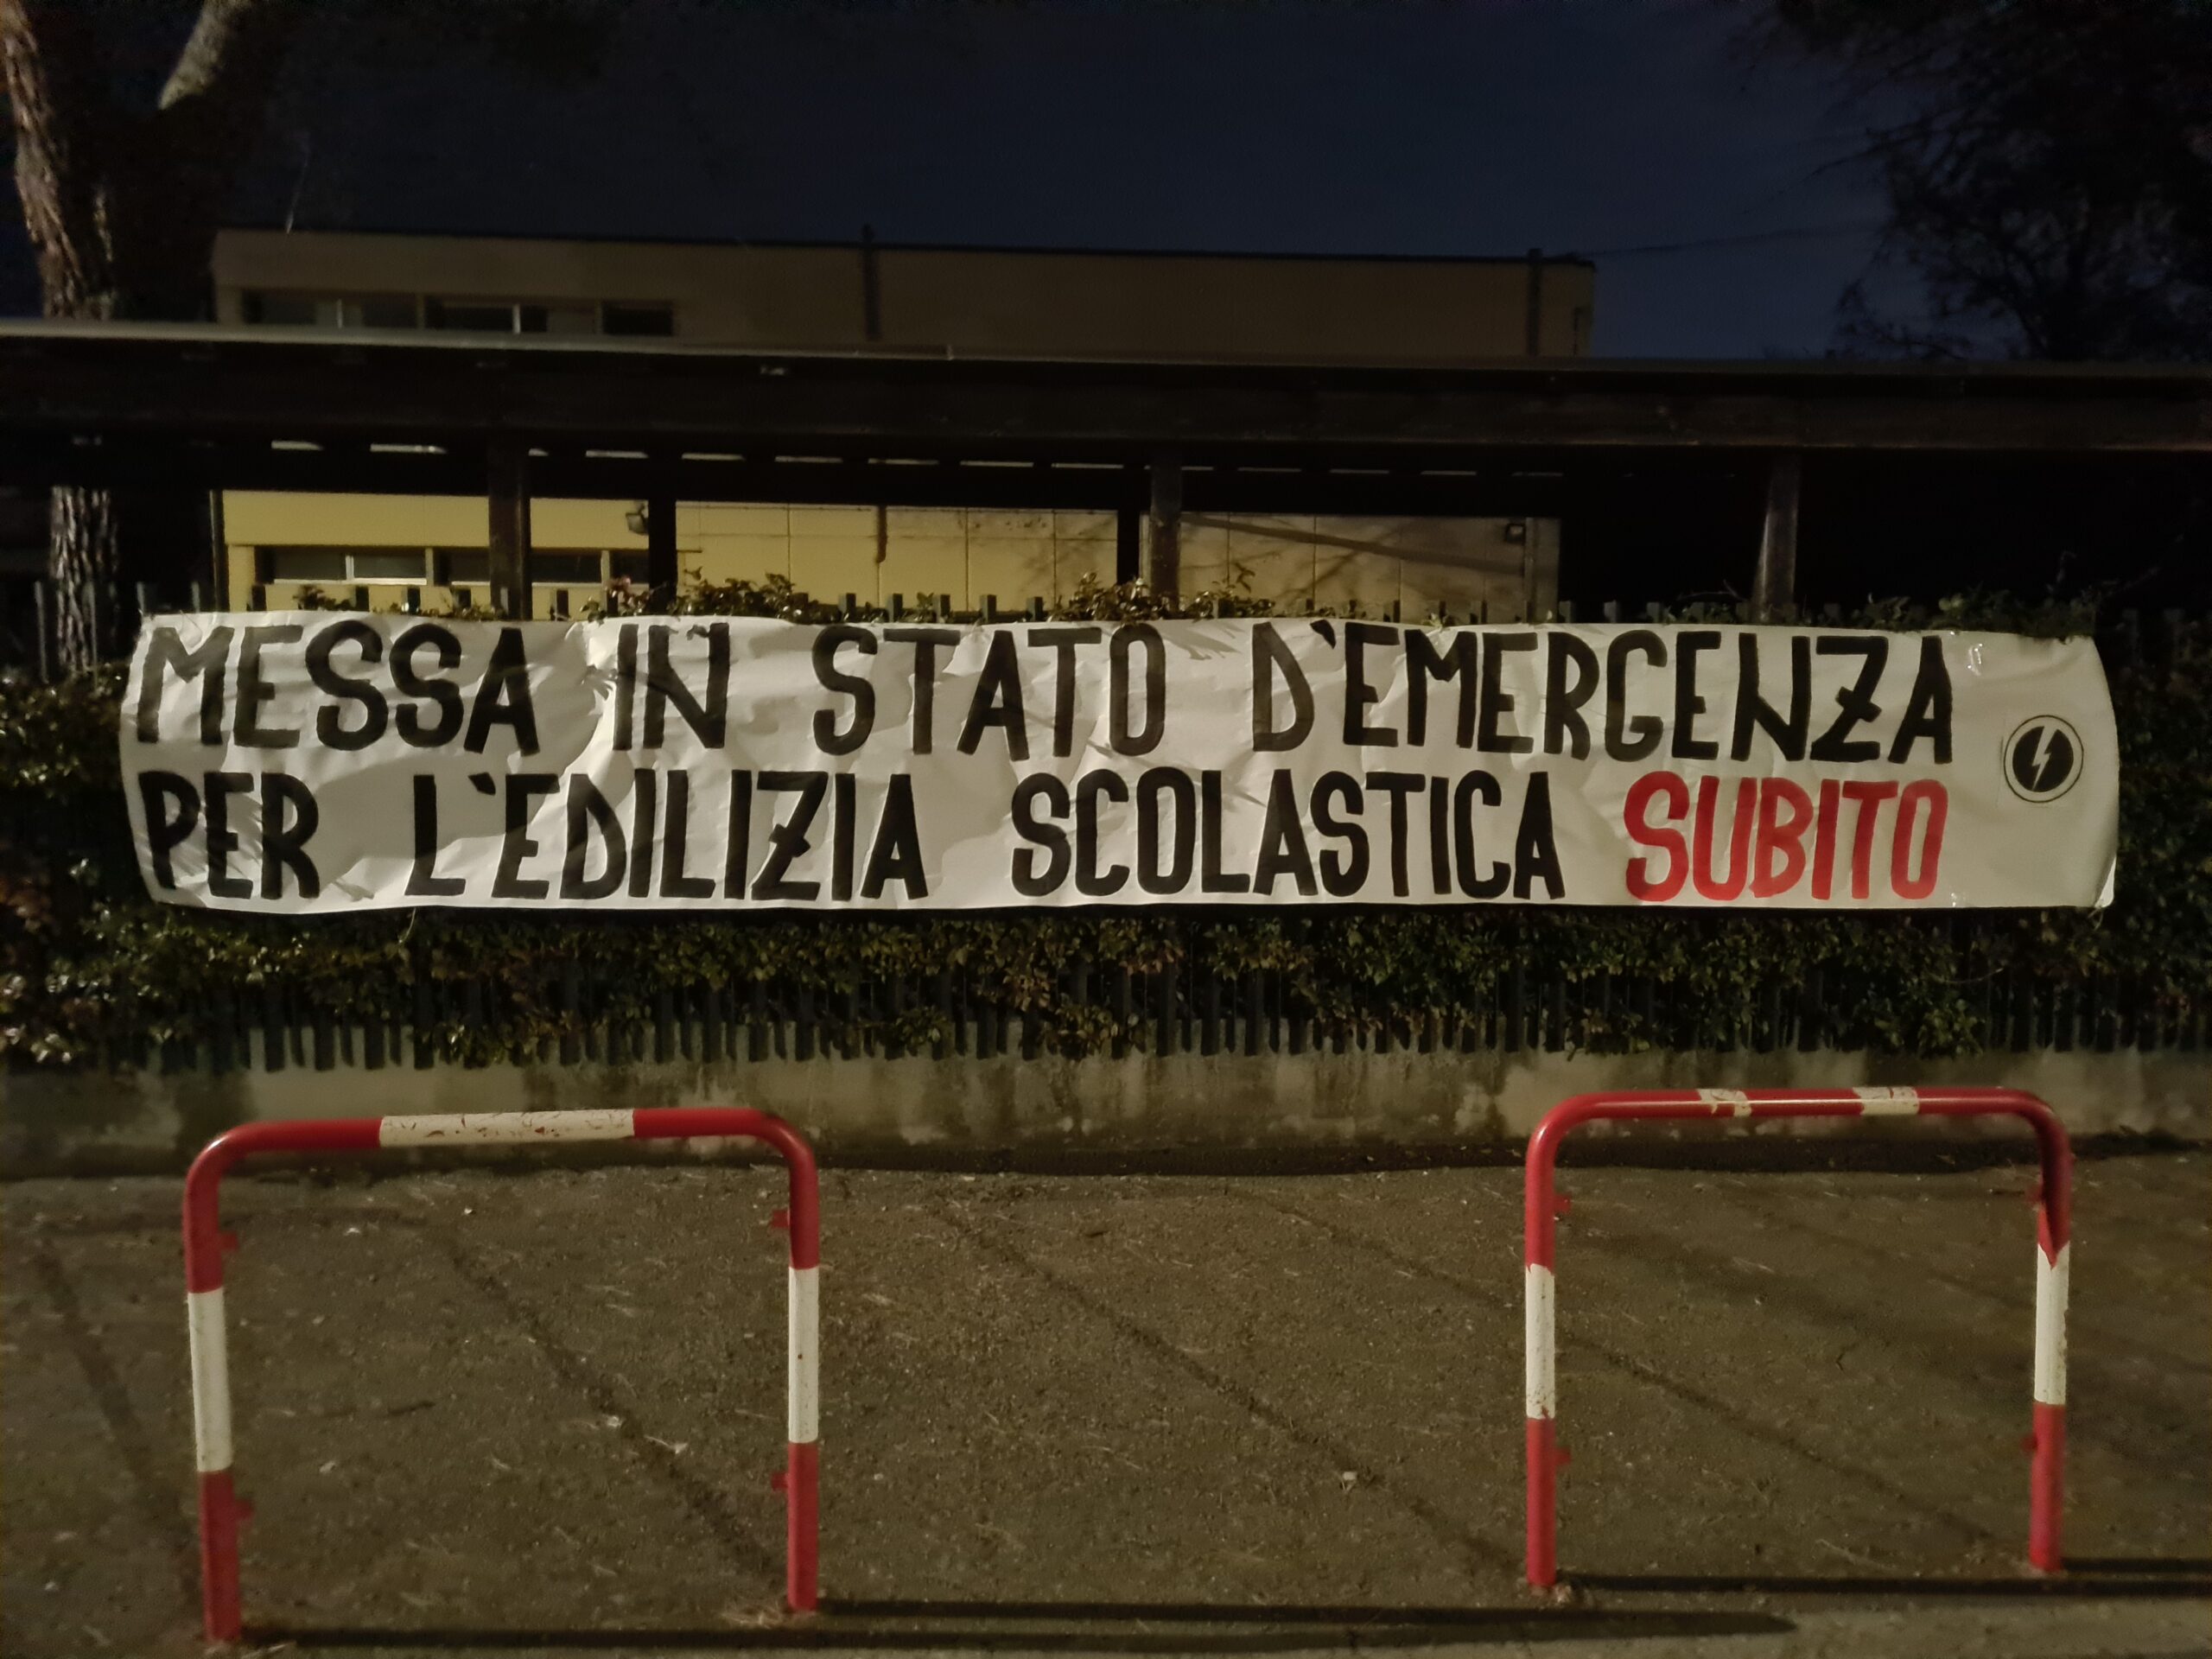 MESSA IN STATO D'EMERGENZA
PER L'EDILIZIA SCOLASTICA SUBITO